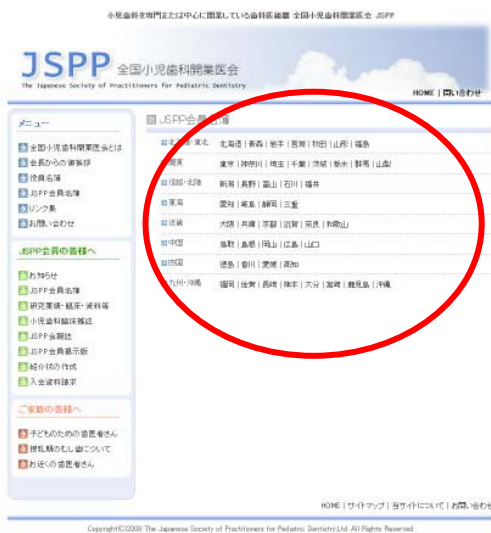 小児歯科を専門または中心に開業している歯科医組織 全国小児歯科開業医会 JSPP
JSPP 全国小児歯科開業医会
The Japanese Society of Practitioners for Pediatric Dentistry
HOME | 問い合わせ
メニュー
全国小児歯科開業医会とは
会長からの御挨拶
役員名簿
JSPP会員名簿
リンク集
お問い合わせ
JSPP会員の皆様へ
お知らせ
JSPP会員名簿
研究業績・臨床・資料等
小児歯科臨床雑誌
JSPP会報誌
JSPP会員掲示板
紹介状の作成
入会資料請求
ご家庭の皆様へ
子どものための歯医者さん
授乳期のむし歯について
お近くの歯医者さん
JSPP会員名簿
北海道・東北 北海道 | 青森 | 岩手 | 宮城 | 秋田 | 山形 | 福島
関東 東京 | 神奈川 | 埼玉 | 千葉 | 茨城 | 栃木 | 群馬 | 山梨
信越・北陸 新潟 | 長野 | 富山 | 石川 | 福井
東海 愛知 | 岐阜 | 静岡 | 三重
近畿 大阪 | 兵庫 | 京都 | 滋賀 | 奈良 | 和歌山
中国 鳥取 | 島根 | 岡山 | 広島 | 山口
四国 徳島 | 香川 | 愛媛 | 高知
九州・沖縄 福岡 | 佐賀 | 長崎 | 熊本 | 大分 | 宮崎 | 鹿児島 | 沖縄
HOME | サイトマップ | 当サイトについて | お問い合わせ
Copyright(C)2008 The Japanese Society of Practitioners for Pediatric Dentistry,Ltd. All Rights Reserved